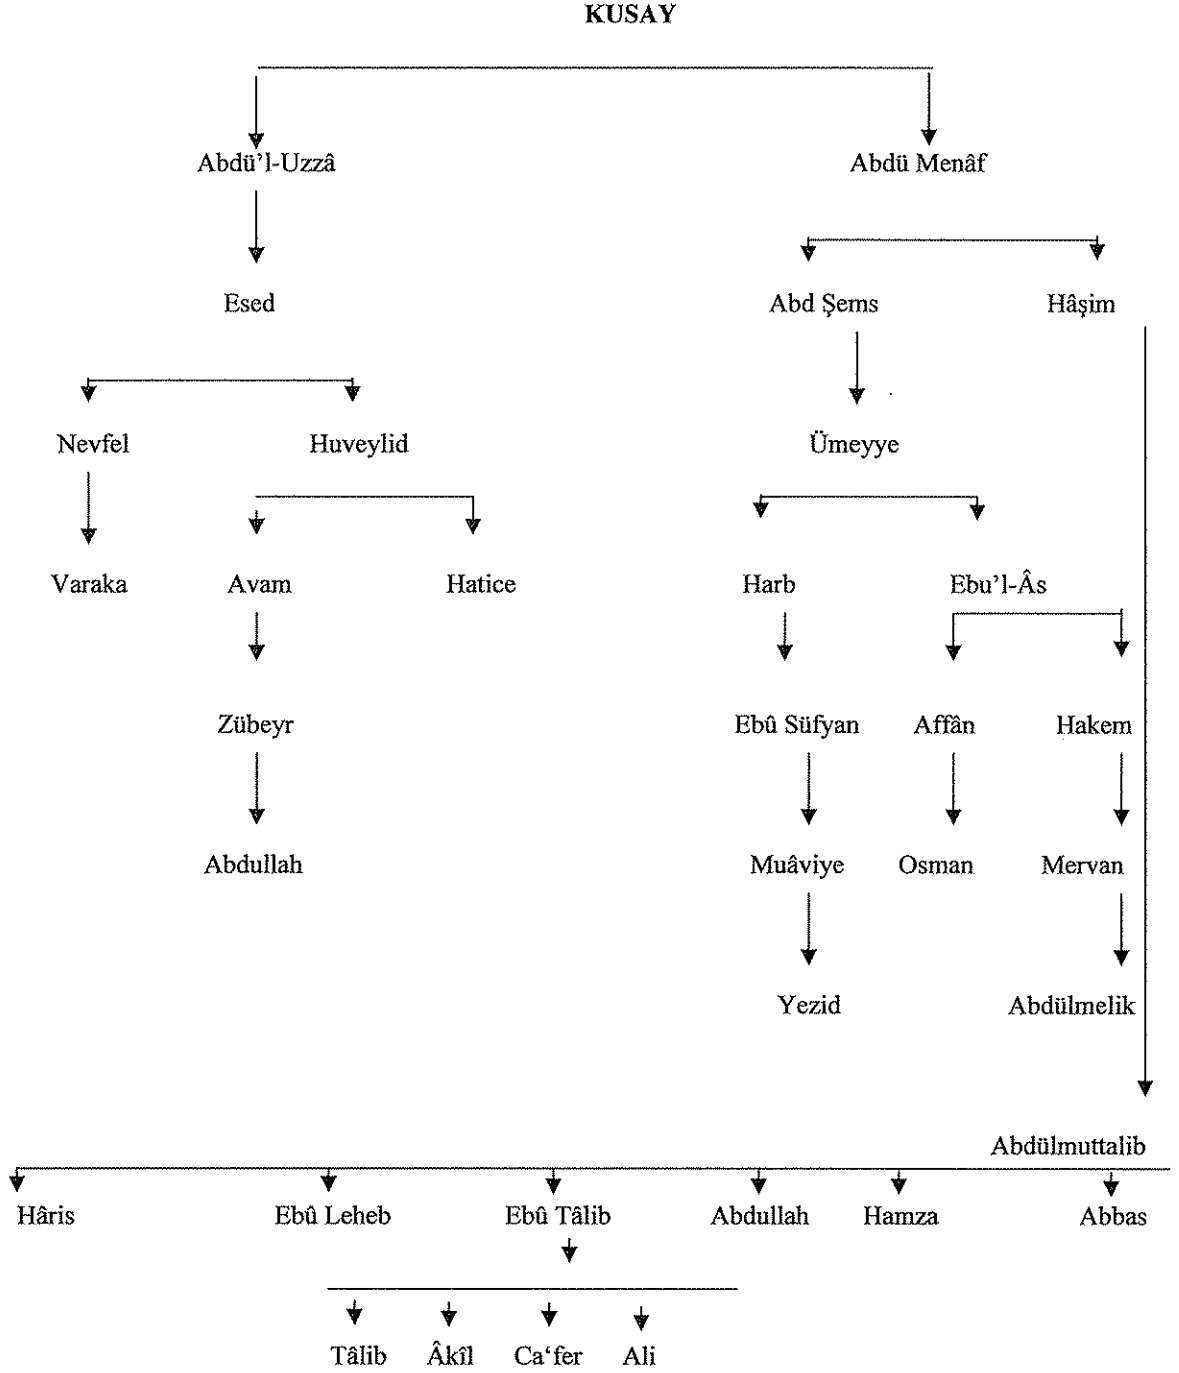 KUSAY
Abdü'l-Uzzâ Abdü Menâf
Esed Abd Şems Hâşim
Nevfel Huveylid Ümeyye
Varaka Avam Hatice Harb Ebu'l-Âs
Zübeyr Ebû Süfyan Affân Hakem
Abdullah Muâviye Osman Mervan
Yezid Abdülmelik
Abdülmuttalib
Hâris Ebû Leheb Ebû Tâlib Abdullah Hamza Abbas
Tâlib Âkîl Ca‘fer Ali